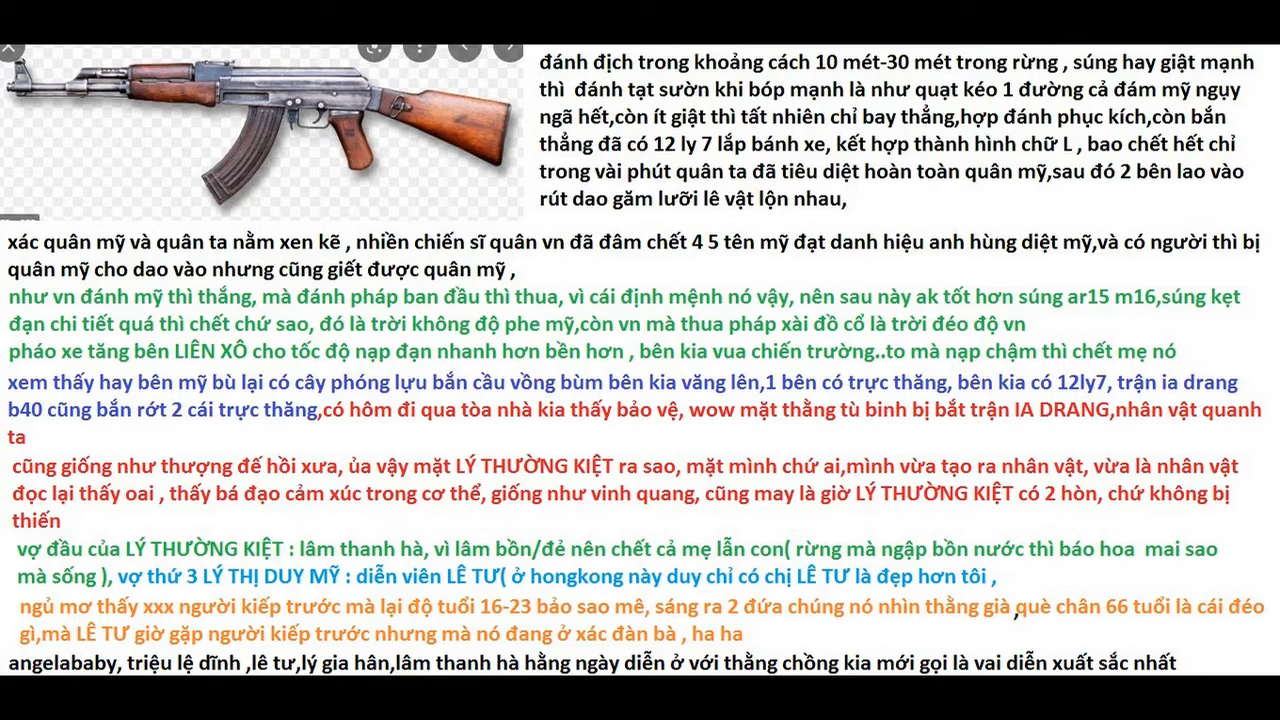 đánh địch trong khoảng cách 10 mét-30 mét trong rừng , súng hay giật mạnh
thì đánh tạt sườn khi bóp mạnh là như quạt kéo 1 đường cả đám mỹ ngụy
ngã hết,còn ít giật thì tất nhiên chỉ bay thẳng,hợp đánh phục kích,còn bắn
thẳng đã có 12 ly 7 lắp bánh xe, kết hợp thành hình chữ L , bao chết hết chỉ
trong vài phút quân ta đã tiêu diệt hoàn toàn quân mỹ,sau đó 2 bên lao vào
rút dao găm lưỡi lê vật lộn nhau,
xác quân mỹ và quân ta nằm xen kẽ , nhiền chiến sĩ quân vn đã đâm chết 4 5 tên mỹ đạt danh hiệu anh hùng diệt mỹ,và có người thì bị
quân mỹ cho dao vào nhưng cũng giết được quân mỹ ,
như vn đánh mỹ thì thắng, mà đánh pháp ban đầu thì thua, vì cái định mệnh nó vậy, nên sau này ak tốt hơn súng ar15 m16,súng kẹt
đạn chi tiết quá thì chết chứ sao, đó là trời không độ phe mỹ,còn vn mà thua pháp xài đồ cổ là trời đéo độ vn
pháo xe tăng bên LIÊN XÔ cho tốc độ nạp đạn nhanh hơn bền hơn , bên kia vua chiến trường..to mà nạp chậm thì chết mẹ nó
xem thấy hay bên mỹ bù lại có cây phóng lựu bắn cầu vồng bùm bên kia văng lên,1 bên có trực thăng, bên kia có 12ly7, trận ia drang
b40 cũng bắn rớt 2 cái trực thăng,có hôm đi qua tòa nhà kia thấy bảo vệ, wow mặt thằng tù binh bị bắt trận IA DRANG,nhân vật quanh
ta
cũng giống như thượng đế hồi xưa, ủa vậy mặt LÝ THƯỜNG KIỆT ra sao, mặt mình chứ ai,mình vừa tạo ra nhân vật, vừa là nhân vật
đọc lại thấy oai , thấy bá đạo cảm xúc trong cơ thể, giống như vinh quang, cũng may là giờ LÝ THƯỜNG KIỆT có 2 hòn, chứ không bị
thiến
vợ đầu của LÝ THƯỜNG KIỆT : lâm thanh hà, vì lâm bồn/đẻ nên chết cả mẹ lẫn con( rừng mà ngập bồn nước thì báo hoa mai sao
mà sống ), vợ thứ 3 LÝ THỊ DUY MỸ : diễn viên LÊ TƯ( ở hongkong này duy chỉ có chị LÊ TƯ là đẹp hơn tôi ,
ngủ mơ thấy xxx người kiếp trước mà lại độ tuổi 16-23 bảo sao mê, sáng ra 2 đứa chúng nó nhìn thằng già ,què chân 66 tuổi là cái đéo
gì,mà LÊ TƯ giờ gặp người kiếp trước nhưng mà nó đang ở xác đàn bà , ha ha
angelababy, triệu lệ dĩnh ,lê tư,lý gia hân,lâm thanh hà hằng ngày diễn ở với thằng chồng kia mới gọi là vai diễn xuất sắc nhất